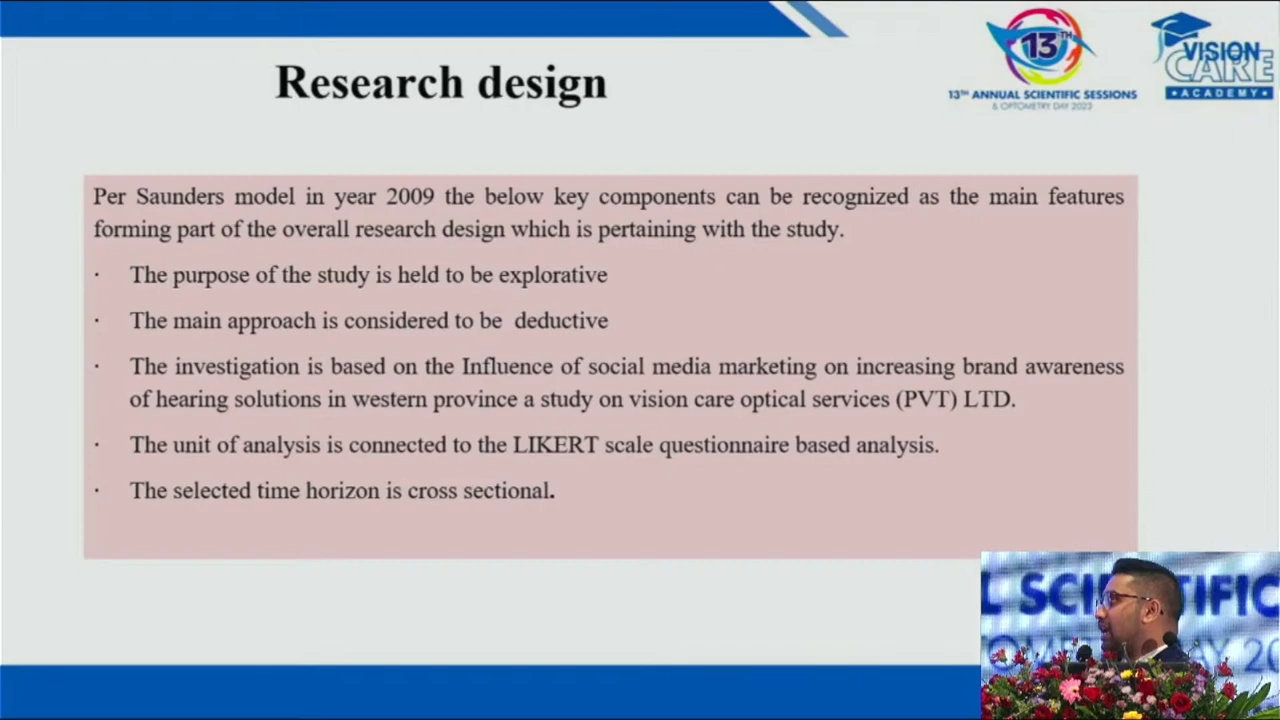 Research design
13TH
13TH ANNUAL SCIENTIFIC SESSIONS
& OPTOMETRY DAY 2023
VISION
CARE
• ACADEMY •
Per Saunders model in year 2009 the below key components can be recognized as the main features
forming part of the overall research design which is pertaining with the study.
· The purpose of the study is held to be explorative
· The main approach is considered to be deductive
· The investigation is based on the Influence of social media marketing on increasing brand awareness
of hearing solutions in western province a study on vision care optical services (PVT) LTD.
· The unit of analysis is connected to the LIKERT scale questionnaire based analysis.
· The selected time horizon is cross sectional.